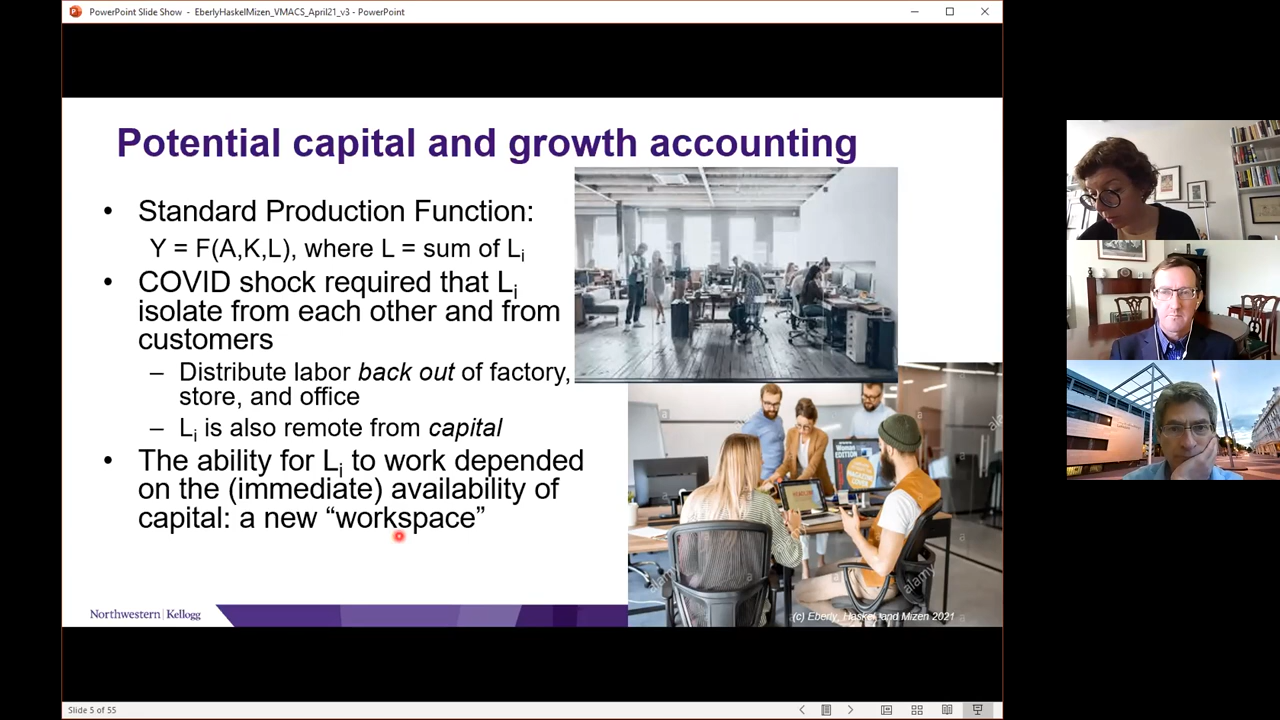 PowerPoint Slide Show - EberlyHaskelMizen_VMACS_April21_v3 - PowerPoint
Potential capital and growth accounting
• Standard Production Function:
Y = F(A,K,L), where L = sum of Li
• COVID shock required that Li
isolate from each other and from
customers
– Distribute labor back out of factory,
store, and office
– Li is also remote from capital
• The ability for Li to work depended
on the (immediate) availability of
capital: a new “workspace”
alamy
alamy
Northwestern | Kellogg
(c) Eberly, Haskel and Mizen 2021
Slide 5 of 55